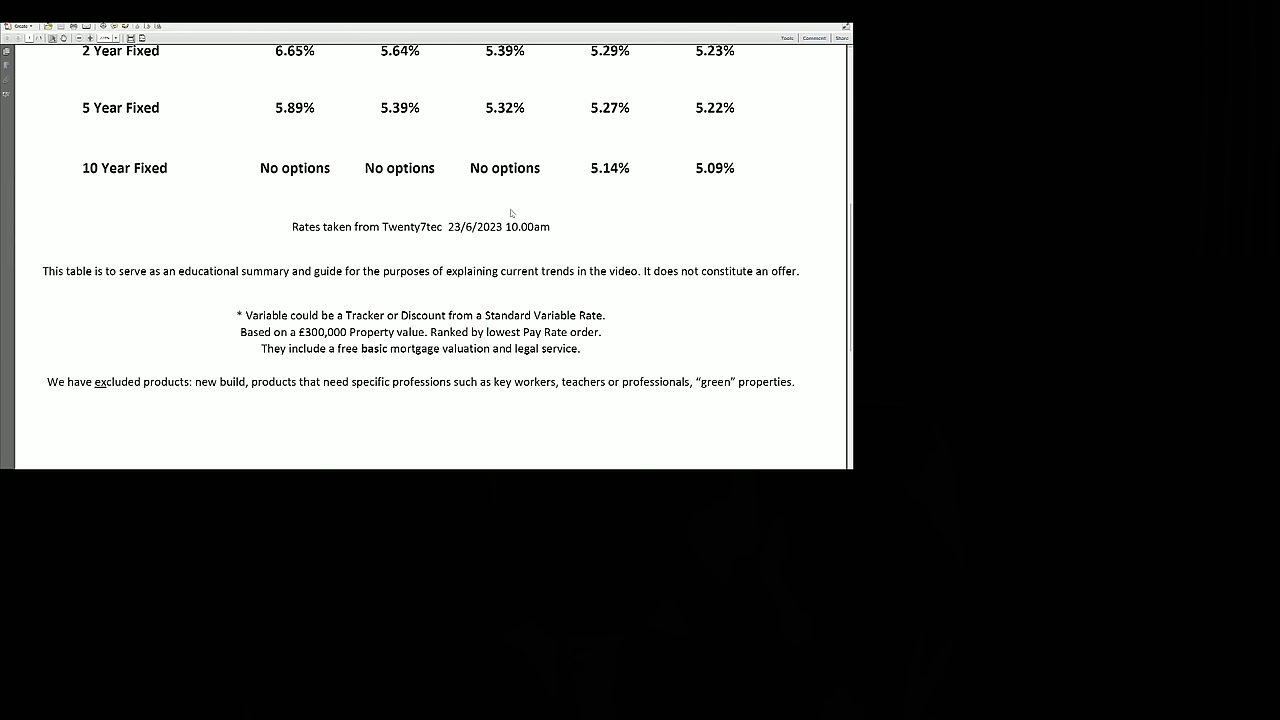 Create
1 / 1
Tools Comment Share
2 Year Fixed 6.65% 5.64% 5.39% 5.29% 5.23%
5 Year Fixed 5.89% 5.39% 5.32% 5.27% 5.22%
10 Year Fixed No options No options No options 5.14% 5.09%
Rates taken from Twenty7tec 23/6/2023 10.00am
This table is to serve as an educational summary and guide for the purposes of explaining current trends in the video. It does not constitute an offer.
* Variable could be a Tracker or Discount from a Standard Variable Rate.
Based on a £300,000 Property value. Ranked by lowest Pay Rate order.
They include a free basic mortgage valuation and legal service.
We have excluded products: new build, products that need specific professions such as key workers, teachers or professionals, “green” properties.